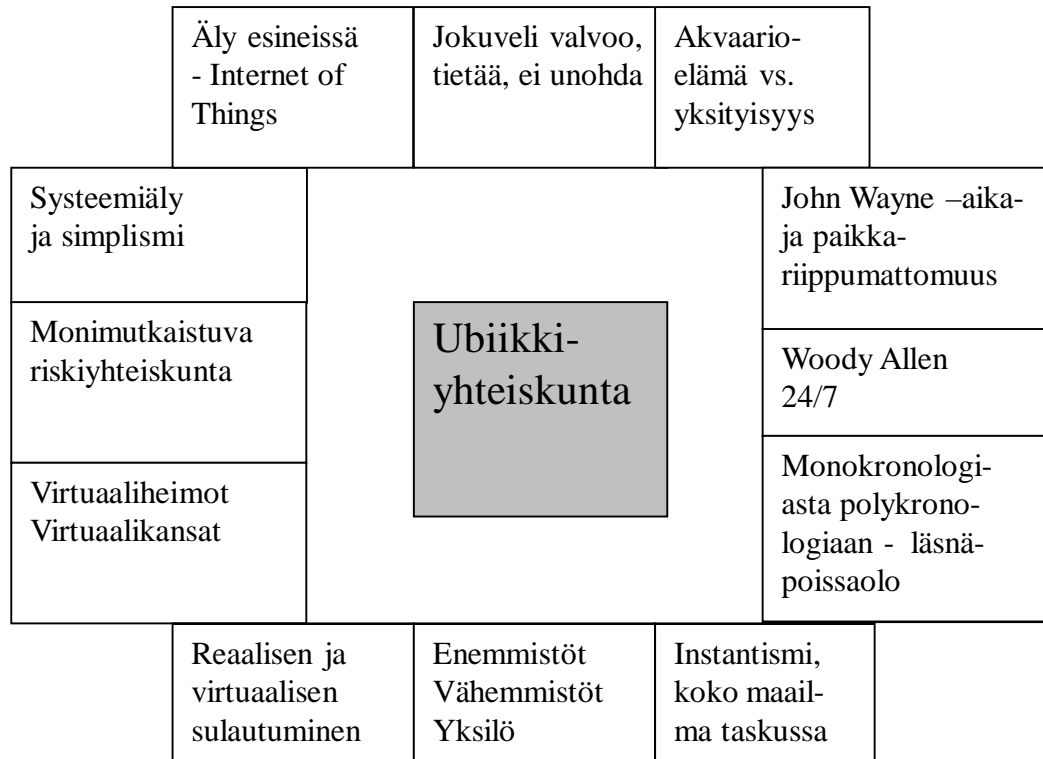 Äly esineissä
- Internet of
Things
Jokuveli valvoo,
tietää, ei unohda
Akvaario-
elämä vs.
yksityisyys
Systeemiäly
ja simplismi
John Wayne –aika-
ja paikka-
riippumattomuus
Monimutkaistuva
riskiyhteiskunta
Ubiikki-
yhteiskunta
Woody Allen
24/7
Virtuaaliheimot
Virtuaalikansat
Monokronologi-
asta polykrono-
logiaan - läsnä-
poissaolo
Reaalisen ja
virtuaalisen
sulautuminen
Enemmistöt
Vähemmistöt
Yksilö
Instantismi,
koko maail-
ma taskussa